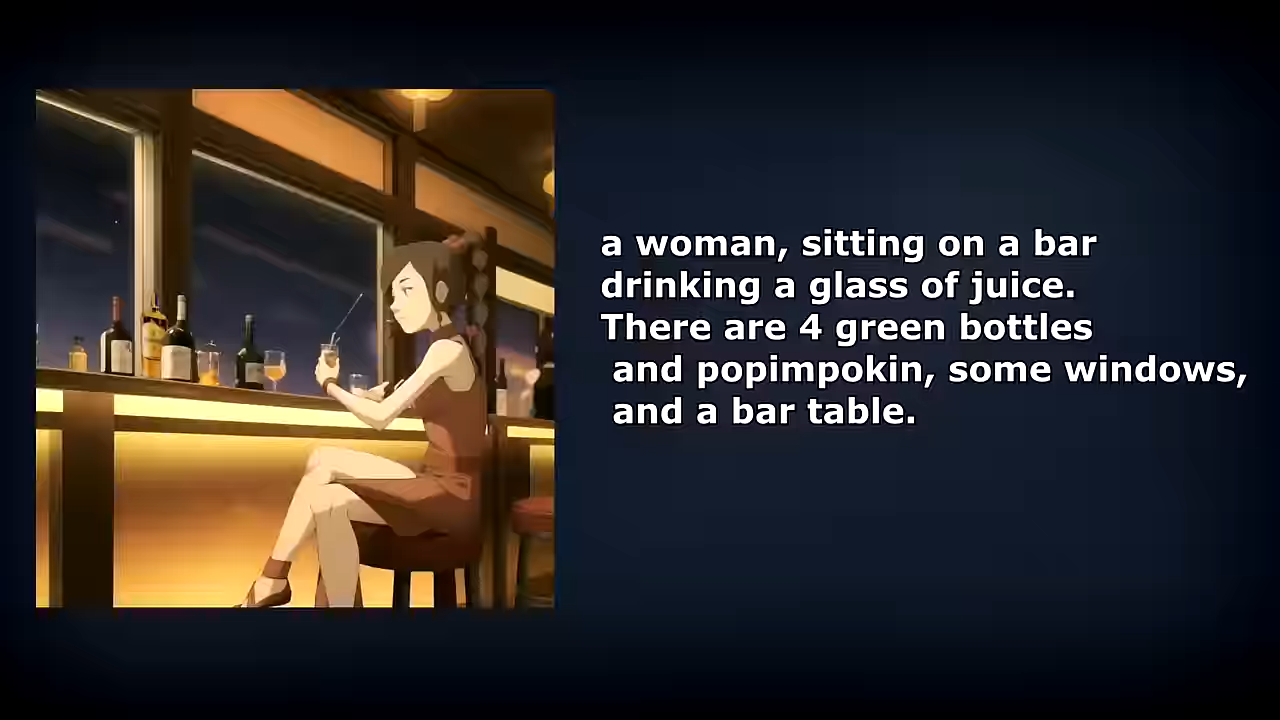 a woman, sitting on a bar
drinking a glass of juice.
There are 4 green bottles
and popimpokin, some windows,
and a bar table.